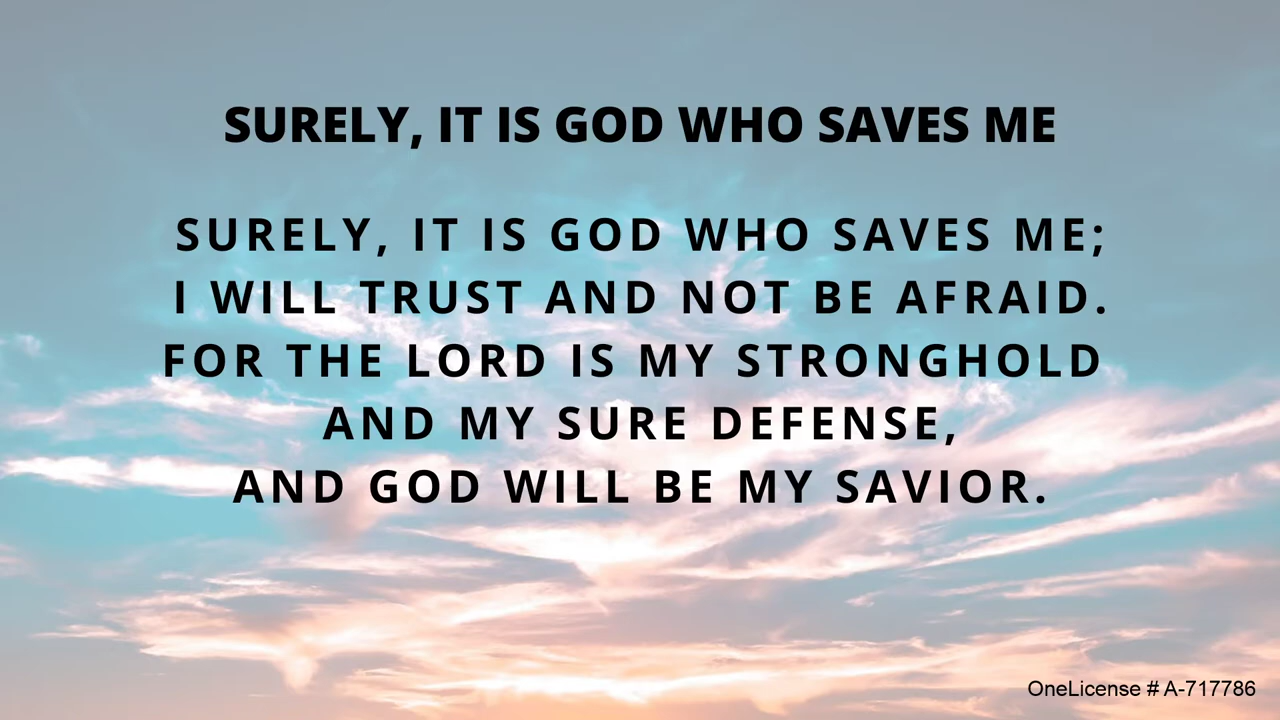 SURELY, IT IS GOD WHO SAVES ME
SURELY, IT IS GOD WHO SAVES ME;
I WILL TRUST AND NOT BE AFRAID.
FOR THE LORD IS MY STRONGHOLD
AND MY SURE DEFENSE,
AND GOD WILL BE MY SAVIOR.
OneLicense # A-717786